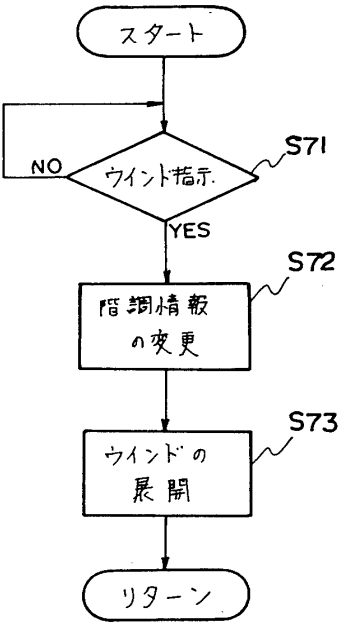 スタート
S71
ウインド指示
NO
YES
S72
階調情報
の変更
S73
ウインドの
展開
リターン